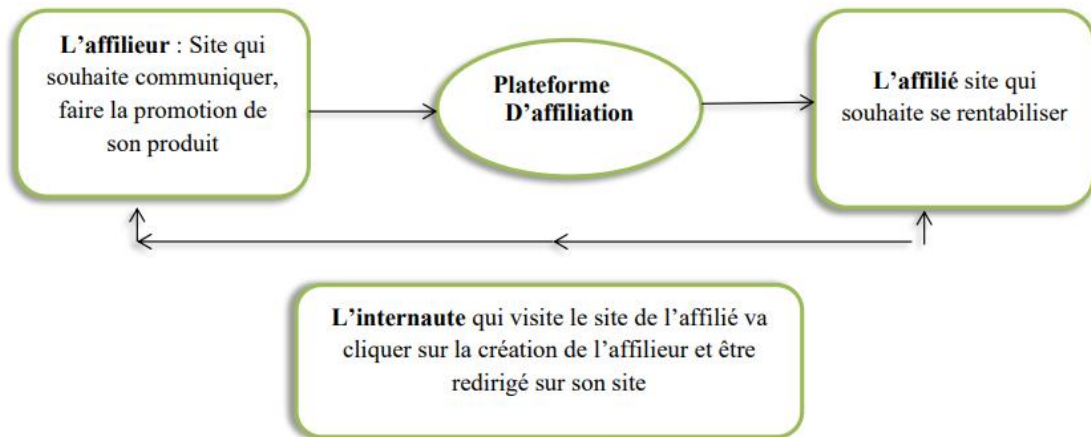 L’affilieur : Site qui
souhaite communiquer,
faire la promotion de
son produit
Plateforme
D’affiliation
L’affilié site qui
souhaite se rentabiliser
L’internaute qui visite le site de l’affilié va
cliquer sur la création de l’affilieur et être
redirigé sur son site